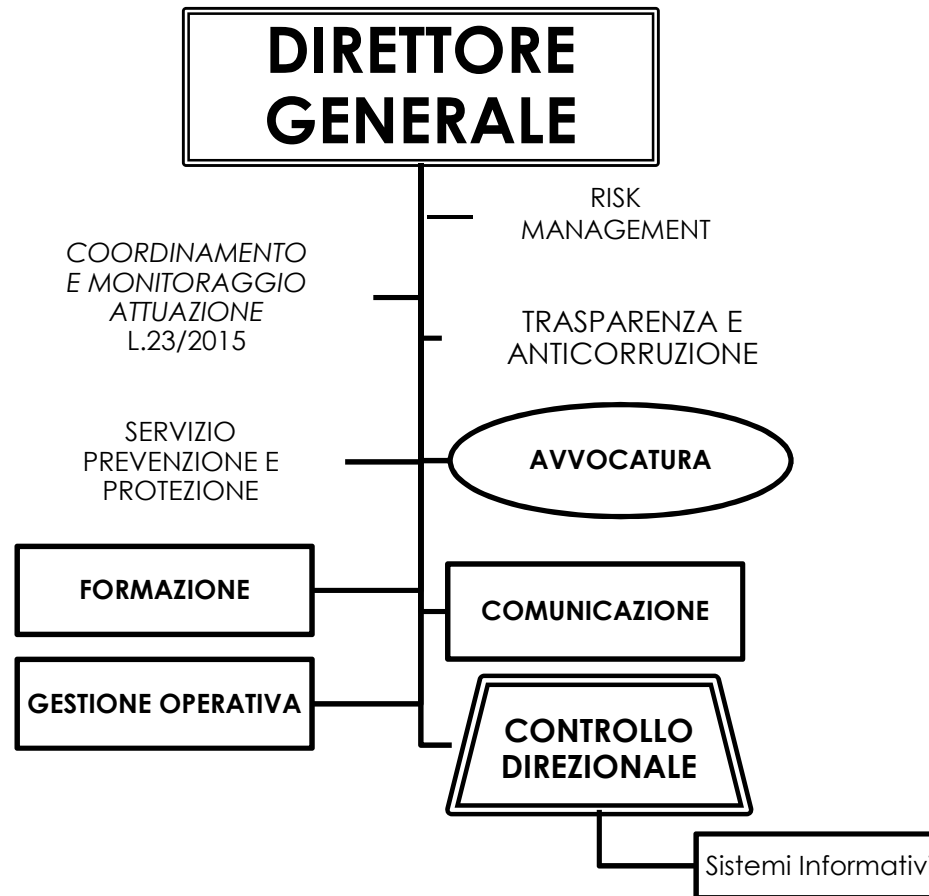 DIRETTORE
GENERALE
RISK
MANAGEMENT
COORDINAMENTO
E MONITORAGGIO
ATTUAZIONE
L.23/2015
TRASPARENZA E
ANTICORRUZIONE
SERVIZIO
PREVENZIONE E
PROTEZIONE
AVVOCATURA
FORMAZIONE
COMUNICAZIONE
GESTIONE OPERATIVA
CONTROLLO
DIREZIONALE
Sistemi Informativi